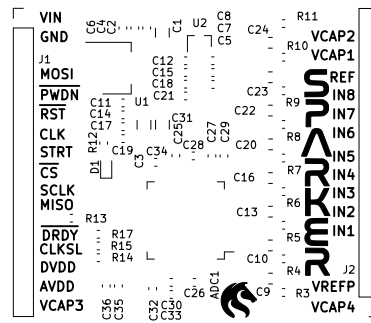 VIN
GND
J1
MOSI
PWDN
RST
CLK
STRT
CS
SCLK
MISO
DRDY
CLKSL
DVDD
AVDD
VCAP3
C6
C4
C2
C1
U2
C8
C7
C5
C12
C15
C18
C21
C11
C14
C17
U1
R12
D1
C19
C3
C34
C31
C25
C28
C27
C29
R13
R17
R15
R14
C36
C35
C32
C30
C33
C26
ADC1
C24
C23
C22
C20
C16
C13
C10
C9
R11
R10
R9
R8
R7
R6
R5
R4
R3
SPARKER
VCAP2
VCAP1
REF
IN8
IN7
IN6
IN5
IN4
IN3
IN2
IN1
J2
VREFP
VCAP4